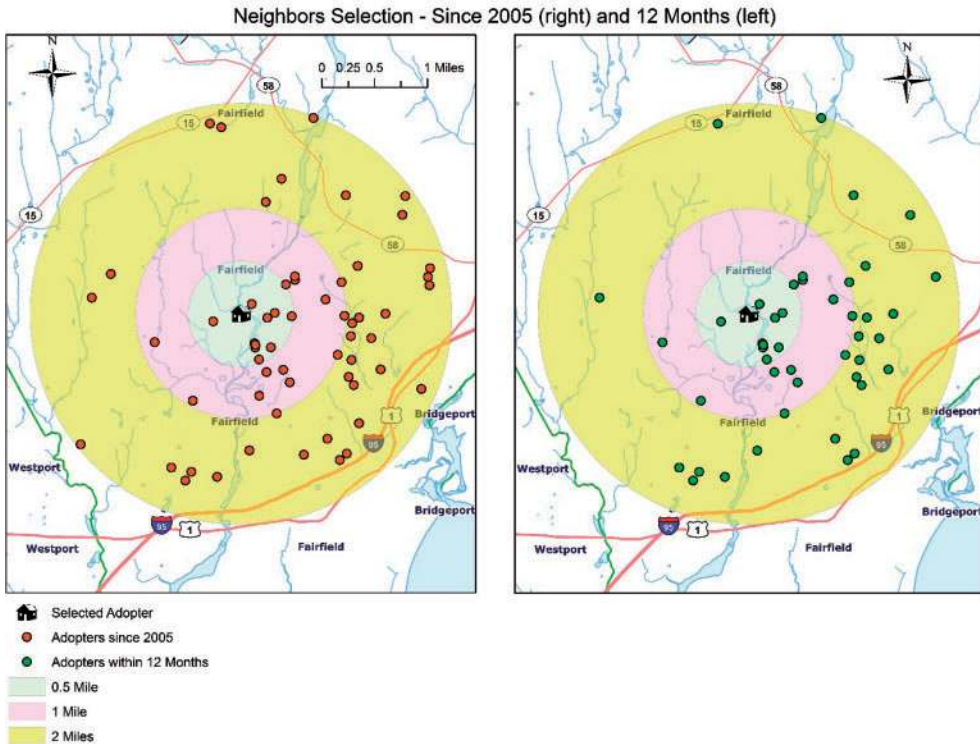 Neighbors Selection - Since 2005 (right) and 12 Months (left)
N
0 0.25 0.5 1 Miles
58
Fairfield
15
15
58
Fairfield
Fairfield
1
Bridgeport
95
Westport
Bridgeport
95
1
Westport
Fairfield
N
58
Fairfield
15
15
58
Fairfield
Fairfield
1
Bridgeport
95
Westport
Bridgeport
95
1
Westport
Fairfield
Selected Adopter
Adopters since 2005
Adopters within 12 Months
0.5 Mile
1 Mile
2 Miles